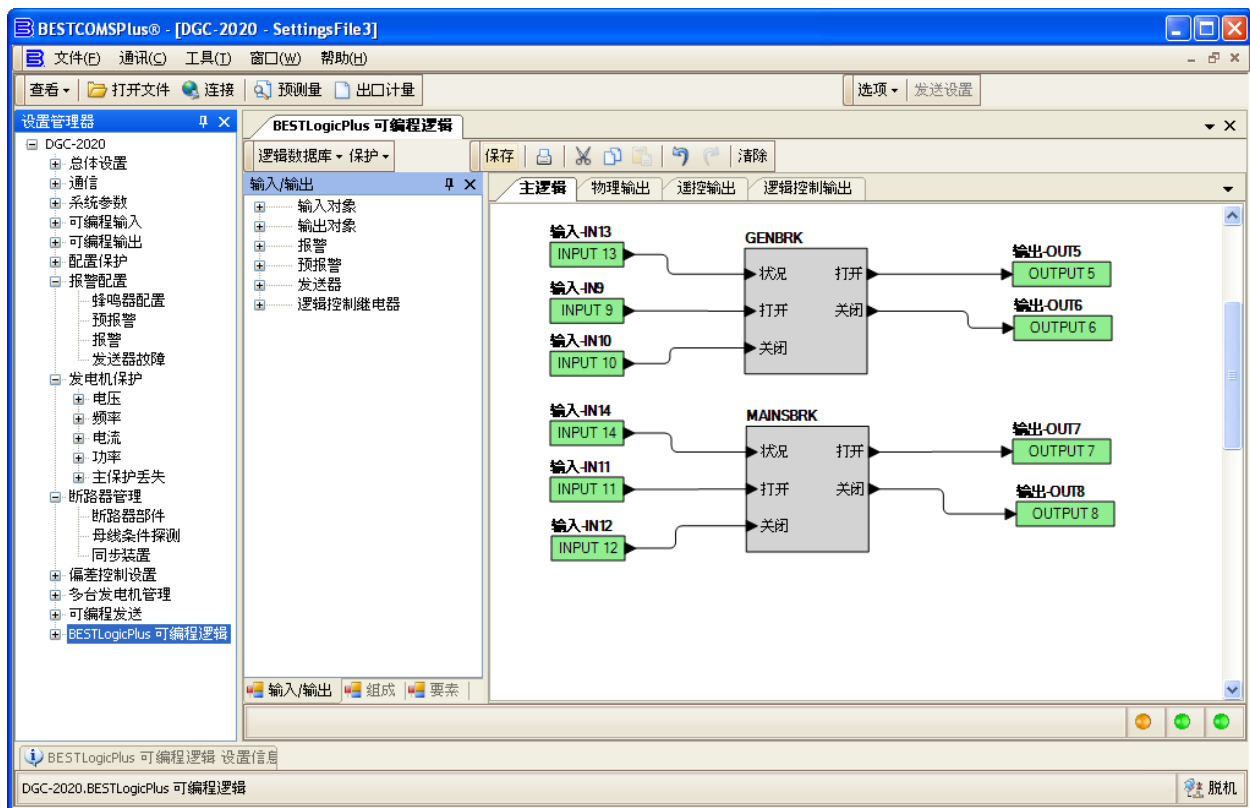 BESTCOMSPlus® - [DGC-2020 - SettingsFile3]
文件(F) 通讯(C) 工具(T) 窗口(W) 帮助(H)
查看 打开文件 连接 预测量 出口计量 选项 发送设置
设置管理器
DGC-2020
总体设置
通信
系统参数
可编程输入
可编程输出
配置保护
报警配置
蜂鸣器配置
预报警
报警
发送器故障
发电机保护
电压
频率
电流
功率
主保护丢失
断路器管理
断路器部件
母线条件探测
同步装置
偏差控制设置
多台发电机管理
可编程发送
BESTLogicPlus 可编程逻辑
BESTLogicPlus 可编程逻辑
逻辑数据库 保护 保存 清除
输入/输出
输入对象
输出对象
报警
预报警
发送器
逻辑控制继电器
输入/输出 组成 要素
主逻辑 物理输出 遥控输出 逻辑控制输出
输入-IN13
INPUT 13
输入-IN9
INPUT 9
输入-IN10
INPUT 10
GENBRK
状况 打开
打开 关闭
关闭
输出-OUT5
OUTPUT 5
输出-OUT6
OUTPUT 6
输入-IN14
INPUT 14
输入-IN11
INPUT 11
输入-IN12
INPUT 12
MAINSBRK
状况 打开
打开 关闭
关闭
输出-OUT7
OUTPUT 7
输出-OUT8
OUTPUT 8
BESTLogicPlus 可编程逻辑 设置信息
DGC-2020.BESTLogicPlus 可编程逻辑 脱机